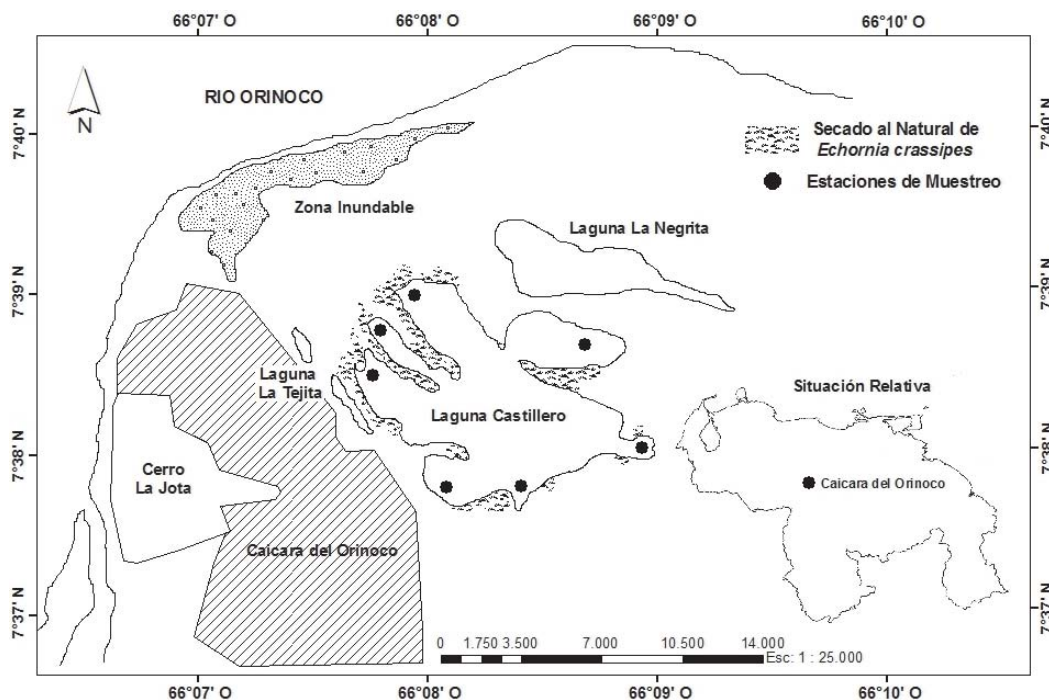 66°07' O
66°08' O
66°09' O
66°10' O
RIO ORINOCO
N
7°40' N
7°40' N
Secado al Natural de
Echornia crassipes
Estaciones de Muestreo
Zona Inundable
Laguna La Negrita
7°39' N
7°39' N
Laguna
La Tejita
Situación Relativa
Laguna Castillero
7°38' N
7°38' N
Cerro
La Jota
Caicara del Orinoco
Caicara del Orinoco
7°37' N
7°37' N
0 1.750 3.500 7.000 10.500 14.000
Esc: 1 : 25.000
66°07' O
66°08' O
66°09' O
66°10' O